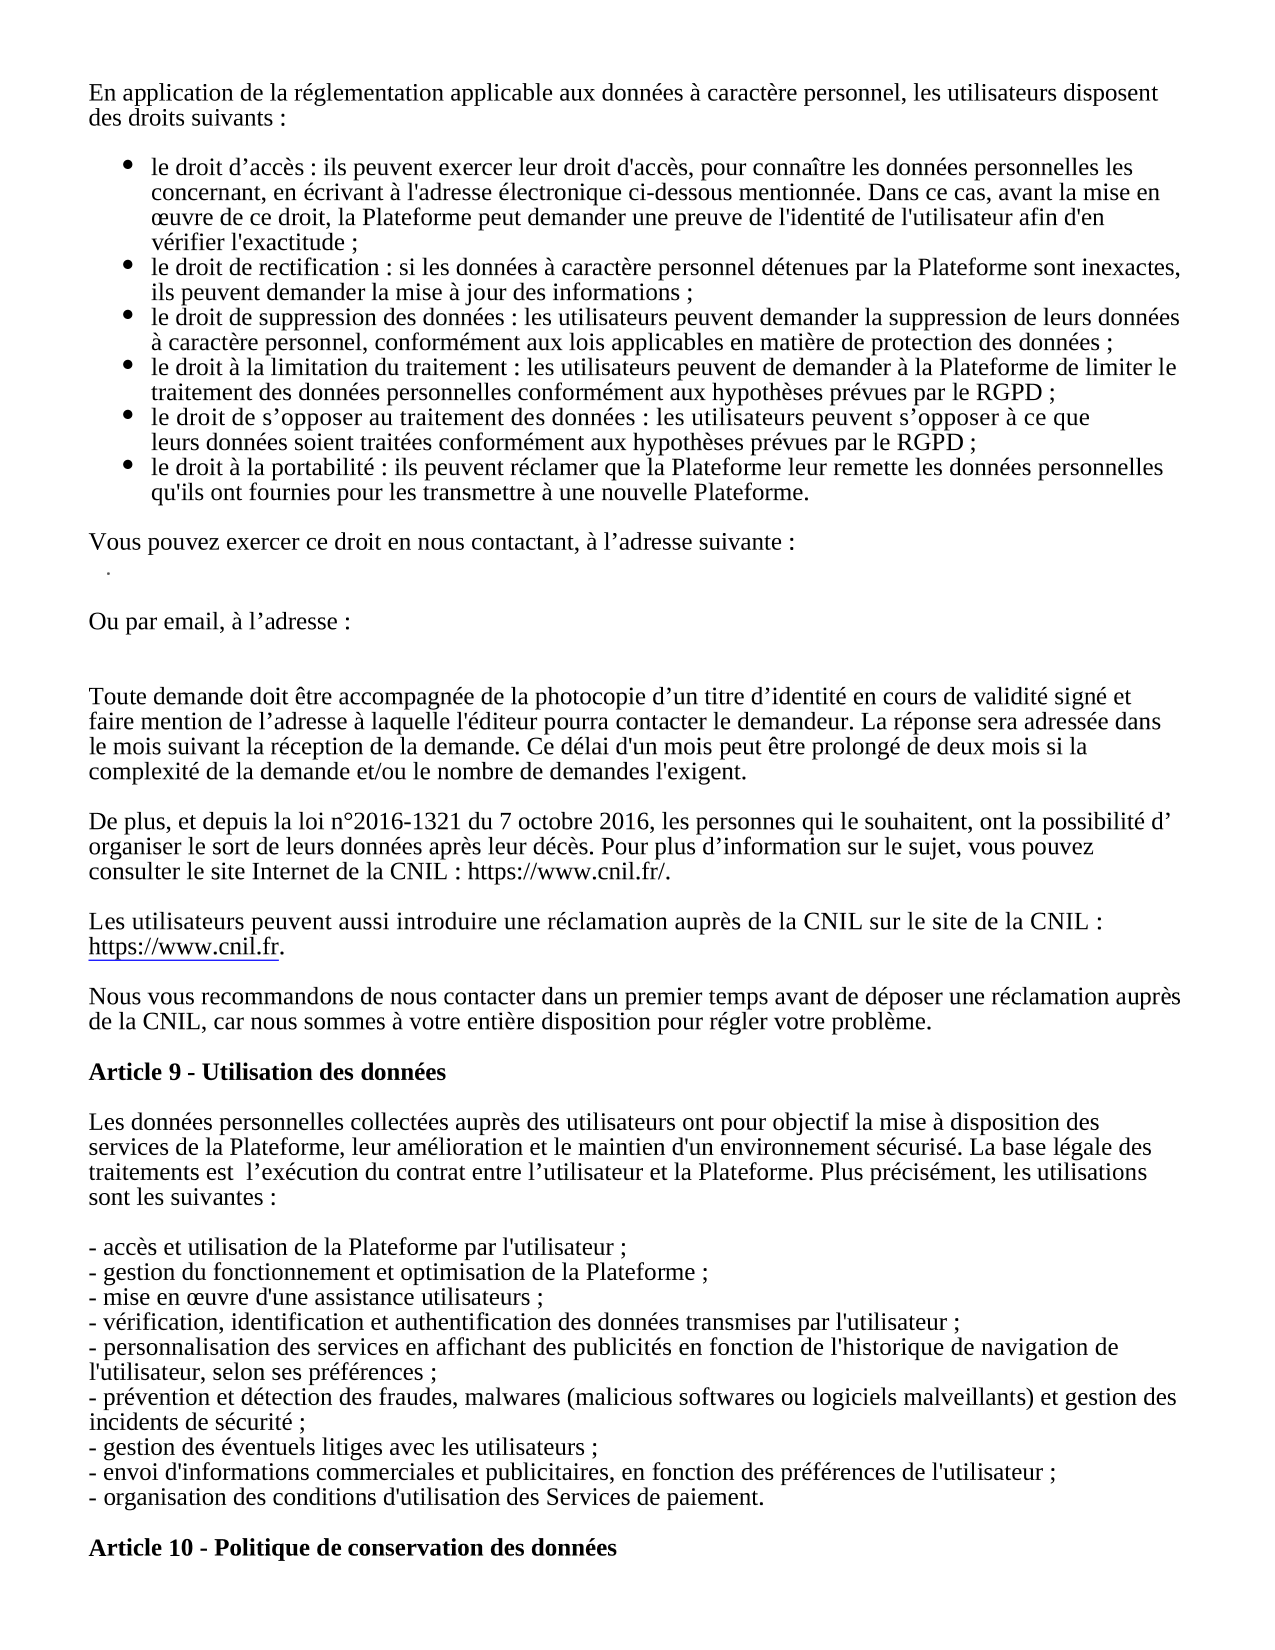 En application de la réglementation applicable aux données à caractère personnel, les utilisateurs disposent
des droits suivants :
• le droit d’accès : ils peuvent exercer leur droit d'accès, pour connaître les données personnelles les
concernant, en écrivant à l'adresse électronique ci-dessous mentionnée. Dans ce cas, avant la mise en
œuvre de ce droit, la Plateforme peut demander une preuve de l'identité de l'utilisateur afin d'en
vérifier l'exactitude ;
• le droit de rectification : si les données à caractère personnel détenues par la Plateforme sont inexactes,
ils peuvent demander la mise à jour des informations ;
• le droit de suppression des données : les utilisateurs peuvent demander la suppression de leurs données
à caractère personnel, conformément aux lois applicables en matière de protection des données ;
• le droit à la limitation du traitement : les utilisateurs peuvent de demander à la Plateforme de limiter le
traitement des données personnelles conformément aux hypothèses prévues par le RGPD ;
• le droit de s’opposer au traitement des données : les utilisateurs peuvent s’opposer à ce que
leurs données soient traitées conformément aux hypothèses prévues par le RGPD ;
• le droit à la portabilité : ils peuvent réclamer que la Plateforme leur remette les données personnelles
qu'ils ont fournies pour les transmettre à une nouvelle Plateforme.
Vous pouvez exercer ce droit en nous contactant, à l’adresse suivante :
.
Ou par email, à l’adresse :
Toute demande doit être accompagnée de la photocopie d’un titre d’identité en cours de validité signé et
faire mention de l’adresse à laquelle l'éditeur pourra contacter le demandeur. La réponse sera adressée dans
le mois suivant la réception de la demande. Ce délai d'un mois peut être prolongé de deux mois si la
complexité de la demande et/ou le nombre de demandes l'exigent.
De plus, et depuis la loi n°2016-1321 du 7 octobre 2016, les personnes qui le souhaitent, ont la possibilité d’
organiser le sort de leurs données après leur décès. Pour plus d’information sur le sujet, vous pouvez
consulter le site Internet de la CNIL : https://www.cnil.fr/.
Les utilisateurs peuvent aussi introduire une réclamation auprès de la CNIL sur le site de la CNIL :
https://www.cnil.fr.
Nous vous recommandons de nous contacter dans un premier temps avant de déposer une réclamation auprès
de la CNIL, car nous sommes à votre entière disposition pour régler votre problème.
Article 9 - Utilisation des données
Les données personnelles collectées auprès des utilisateurs ont pour objectif la mise à disposition des
services de la Plateforme, leur amélioration et le maintien d'un environnement sécurisé. La base légale des
traitements est  l’exécution du contrat entre l’utilisateur et la Plateforme. Plus précisément, les utilisations
sont les suivantes :
- accès et utilisation de la Plateforme par l'utilisateur ;
- gestion du fonctionnement et optimisation de la Plateforme ;
- mise en œuvre d'une assistance utilisateurs ;
- vérification, identification et authentification des données transmises par l'utilisateur ;
- personnalisation des services en affichant des publicités en fonction de l'historique de navigation de
l'utilisateur, selon ses préférences ;
- prévention et détection des fraudes, malwares (malicious softwares ou logiciels malveillants) et gestion des
incidents de sécurité ;
- gestion des éventuels litiges avec les utilisateurs ;
- envoi d'informations commerciales et publicitaires, en fonction des préférences de l'utilisateur ;
- organisation des conditions d'utilisation des Services de paiement.
Article 10 - Politique de conservation des données